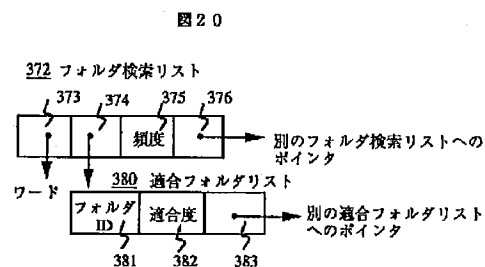 図20
372 フォルダ検索リスト
373 374 375 376
頻度
別のフォルダ検索リストへの
ポインタ
ワード
380 適合フォルダリスト
フォルダ
ID
適合度
別の適合フォルダリスト
へのポインタ
381 382 383